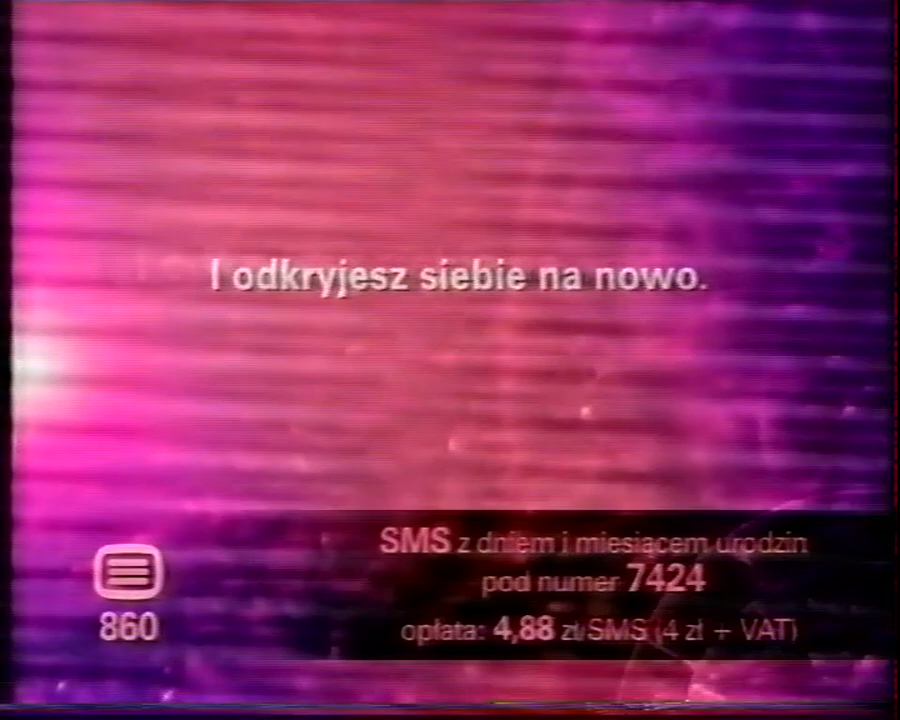 I odkryjesz siebie na nowo.
SMS z dniem i miesiącem urodzin
pod numer 7424
opłata: 4,88 zł/SMS (4 zł + VAT)
860